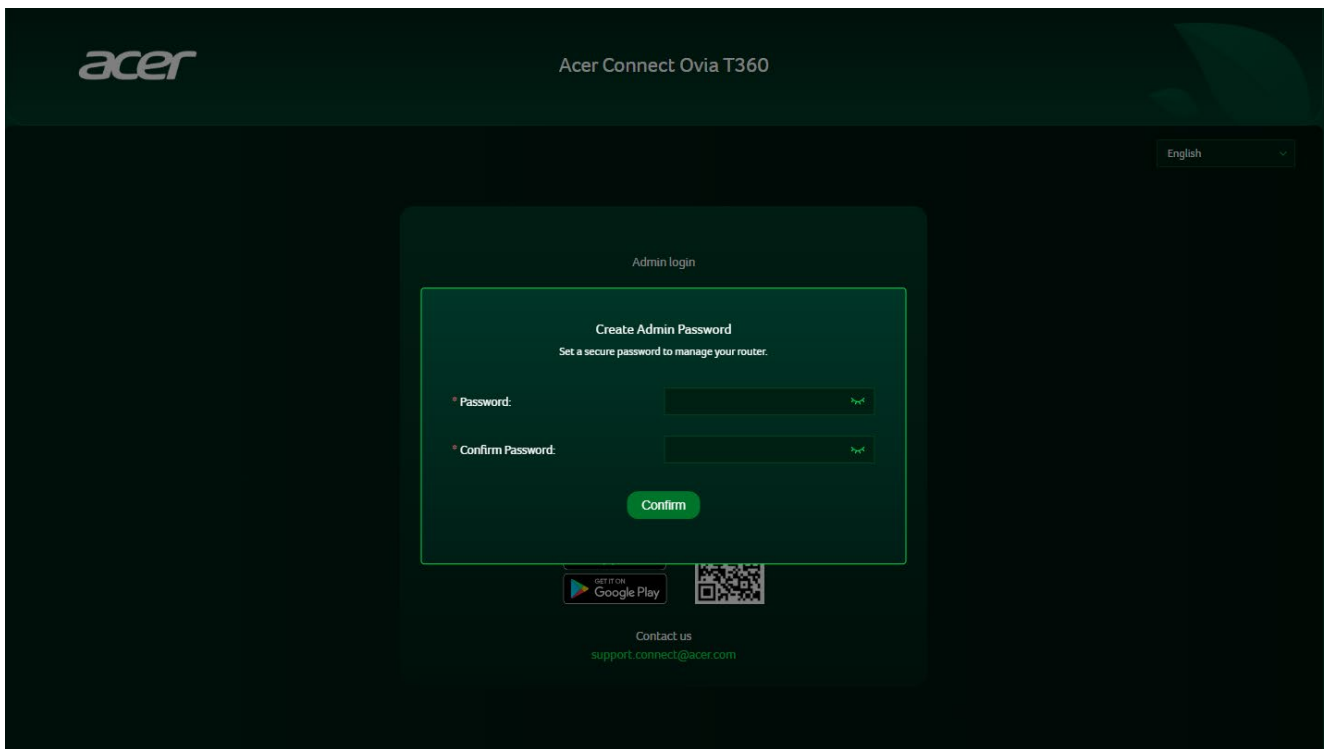 acer
Acer Connect Ovia T360
English
Admin login
Create Admin Password
Set a secure password to manage your router.
* Password:
* Confirm Password:
Confirm
GET IT ON
Google Play
Contact us
support.connect@acer.com